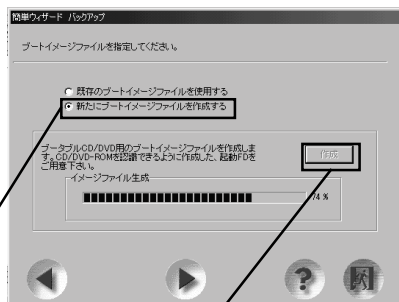 簡単ウィザード バックアップ
ブートイメージファイルを指定してください。
既存のブートイメージファイルを使用する
新たにブートイメージファイルを作成する
ブータブルCD/DVD用のブートイメージファイルを作成しま
す。CD/DVD-ROMを認識できるように作成した、起動FDを
ご用意下さい。
作成
イメージファイル生成
74 %
?